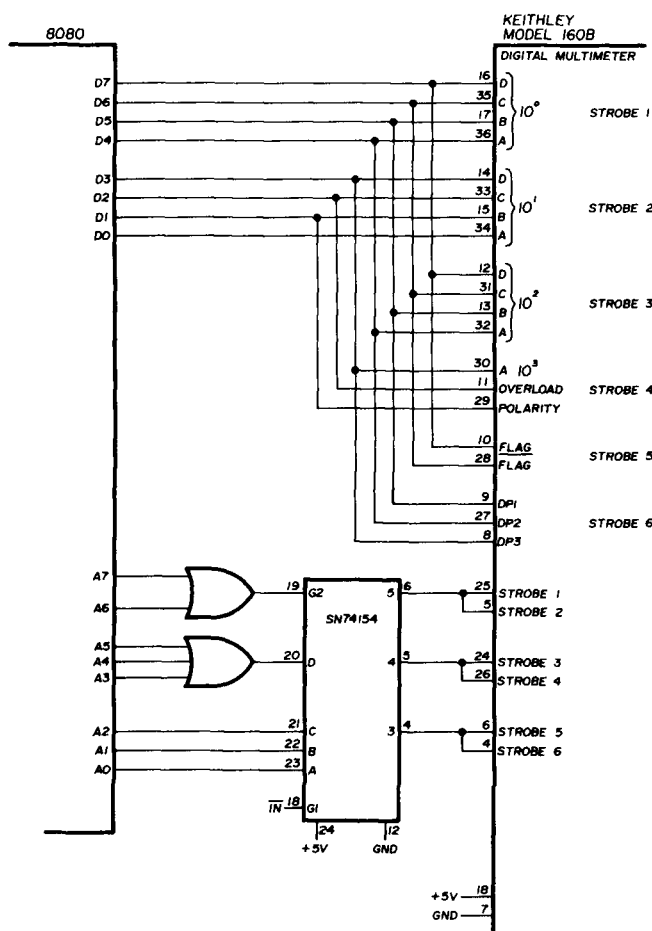 8080
KEITHLEY
MODEL 160B
DIGITAL MULTIMETER
D7 16 D
D6 35 C
D5 17 B
D4 36 A
10⁰ STROBE 1
D3 14 D
D2 33 C
D1 15 B
D0 34 A
10¹ STROBE 2
12 D
31 C
13 B
32 A
10² STROBE 3
30 A 10³
11 OVERLOAD STROBE 4
29 POLARITY
10 FLAG
28 F̅L̅A̅G̅ STROBE 5
9 DP1
27 DP2 STROBE 6
8 DP3
A7 19 G2 5 6 25 STROBE 1
A6 5 STROBE 2
SN74154
A5
A4 20 D 4 5 24 STROBE 3
A3 26 STROBE 4
A2 21 C 3 4 6 STROBE 5
A1 22 B 4 STROBE 6
A0 23 A
I̅N̅ 18 G1
24 12
+5V GND
+5V 18
GND 7